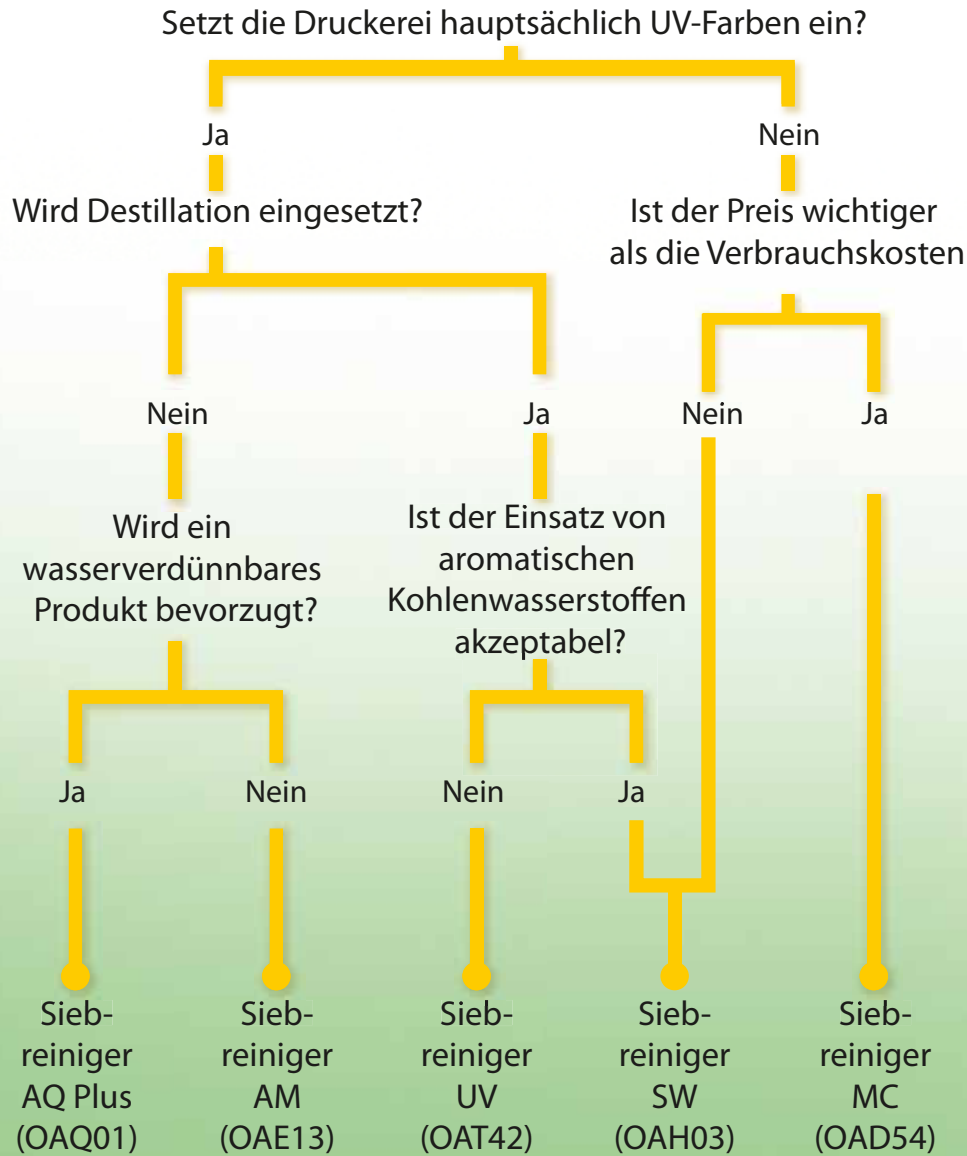 Setzt die Druckerei hauptsächlich UV-Farben ein?
Ja
Nein
Wird Destillation eingesetzt?
Ist der Preis wichtiger
als die Verbrauchskosten
Nein
Ja
Nein
Ja
Wird ein
wasserverdünnbares
Produkt bevorzugt?
Ist der Einsatz von
aromatischen
Kohlenwasserstoffen
akzeptabel?
Ja
Nein
Nein
Ja
Sieb-
reiniger
AQ Plus
(OAQ01)
Sieb-
reiniger
AM
(OAE13)
Sieb-
reiniger
UV
(OAT42)
Sieb-
reiniger
SW
(OAH03)
Sieb-
reiniger
MC
(OAD54)